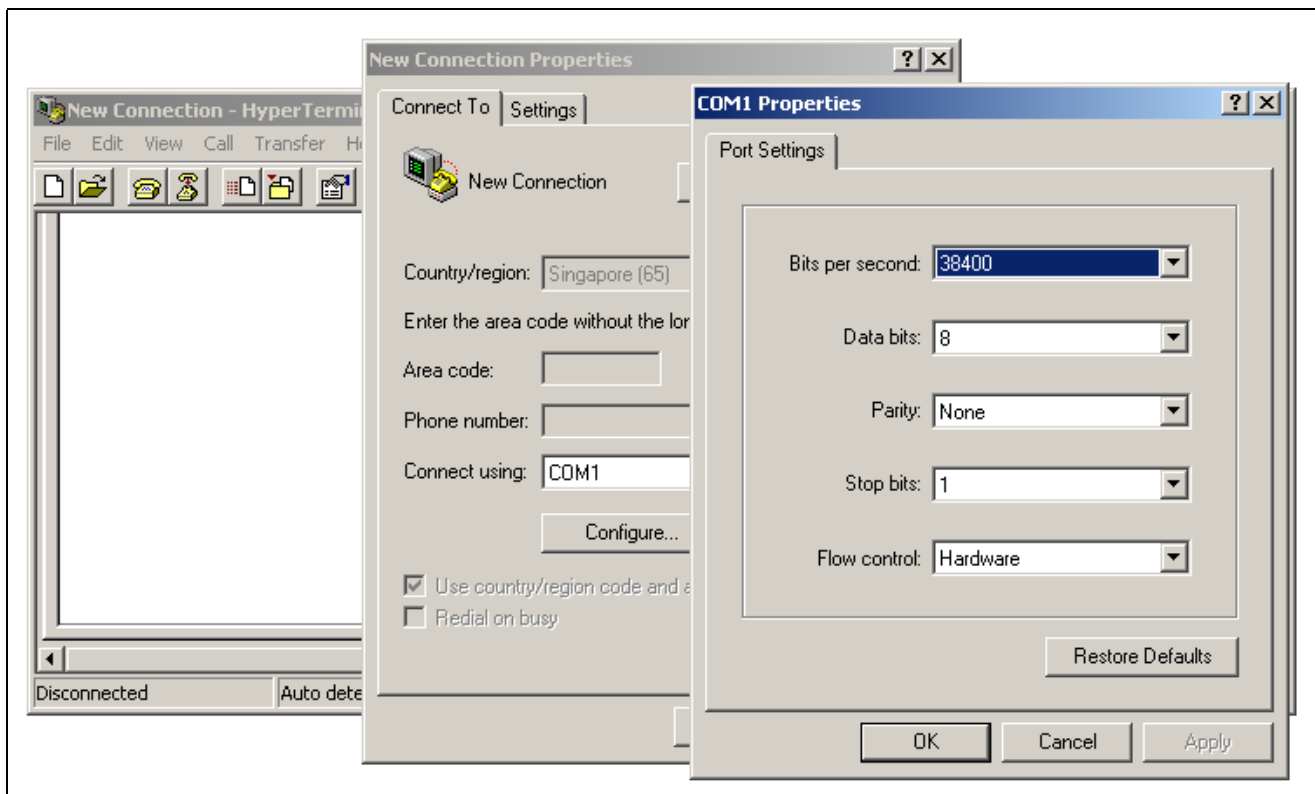 New Connection - HyperTermi
File Edit View Call Transfer
Disconnected
Auto dete
New Connection Properties
Connect To
Settings
New Connection
Country/region: Singapore (65)
Enter the area code without the lon
Area code:
Phone number:
Connect using: COM1
Configure...
Use country/region code and a
Redial on busy
COM1 Properties
Port Settings
Bits per second: 38400
Data bits: 8
Parity: None
Stop bits: 1
Flow control: Hardware
Restore Defaults
OK
Cancel
Apply